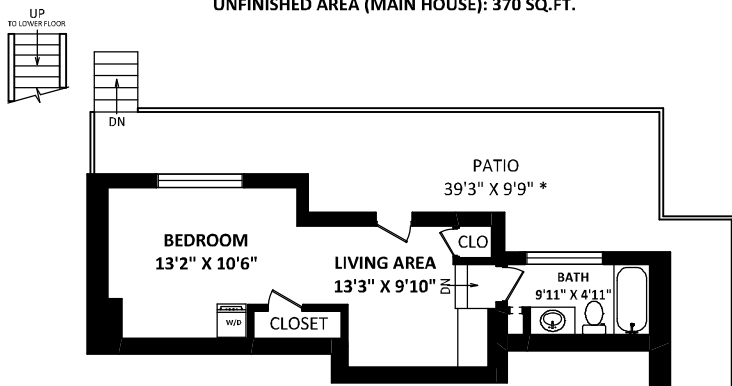 UNFINISHED AREA (MAIN HOUSE): 370 SQ.FT.
UP
TO LOWER FLOOR
DN
PATIO
39'3" X 9'9" *
BEDROOM
13'2" X 10'6"
CLO
LIVING AREA
13'3" X 9'10"
DN
BATH
9'11" X 4'11"
W/D
CLOSET